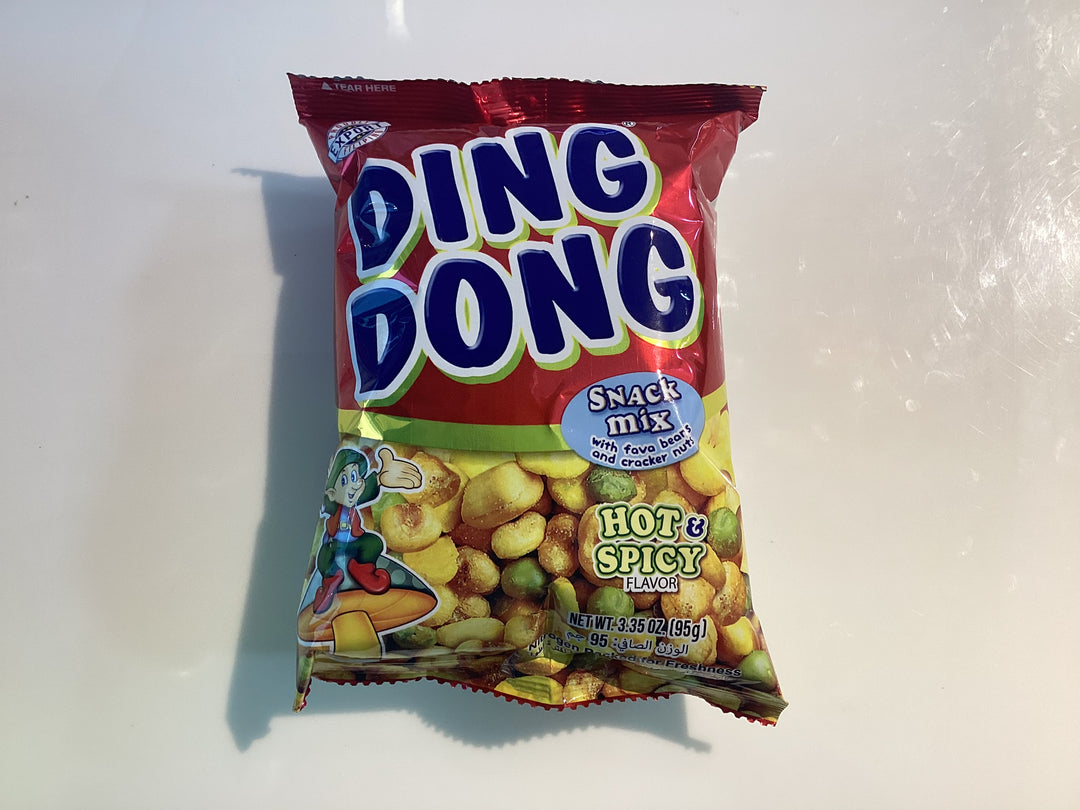 TEAR HERE
EXPORT
DING
DONG
®
Snack
mix
with fava beans
and cracker nuts
HOT &
SPICY
FLAVOR
NET WT. 3.35 OZ. (95g)
الوزن الصافي: 95 جم
Nitrogen Packed for Freshness